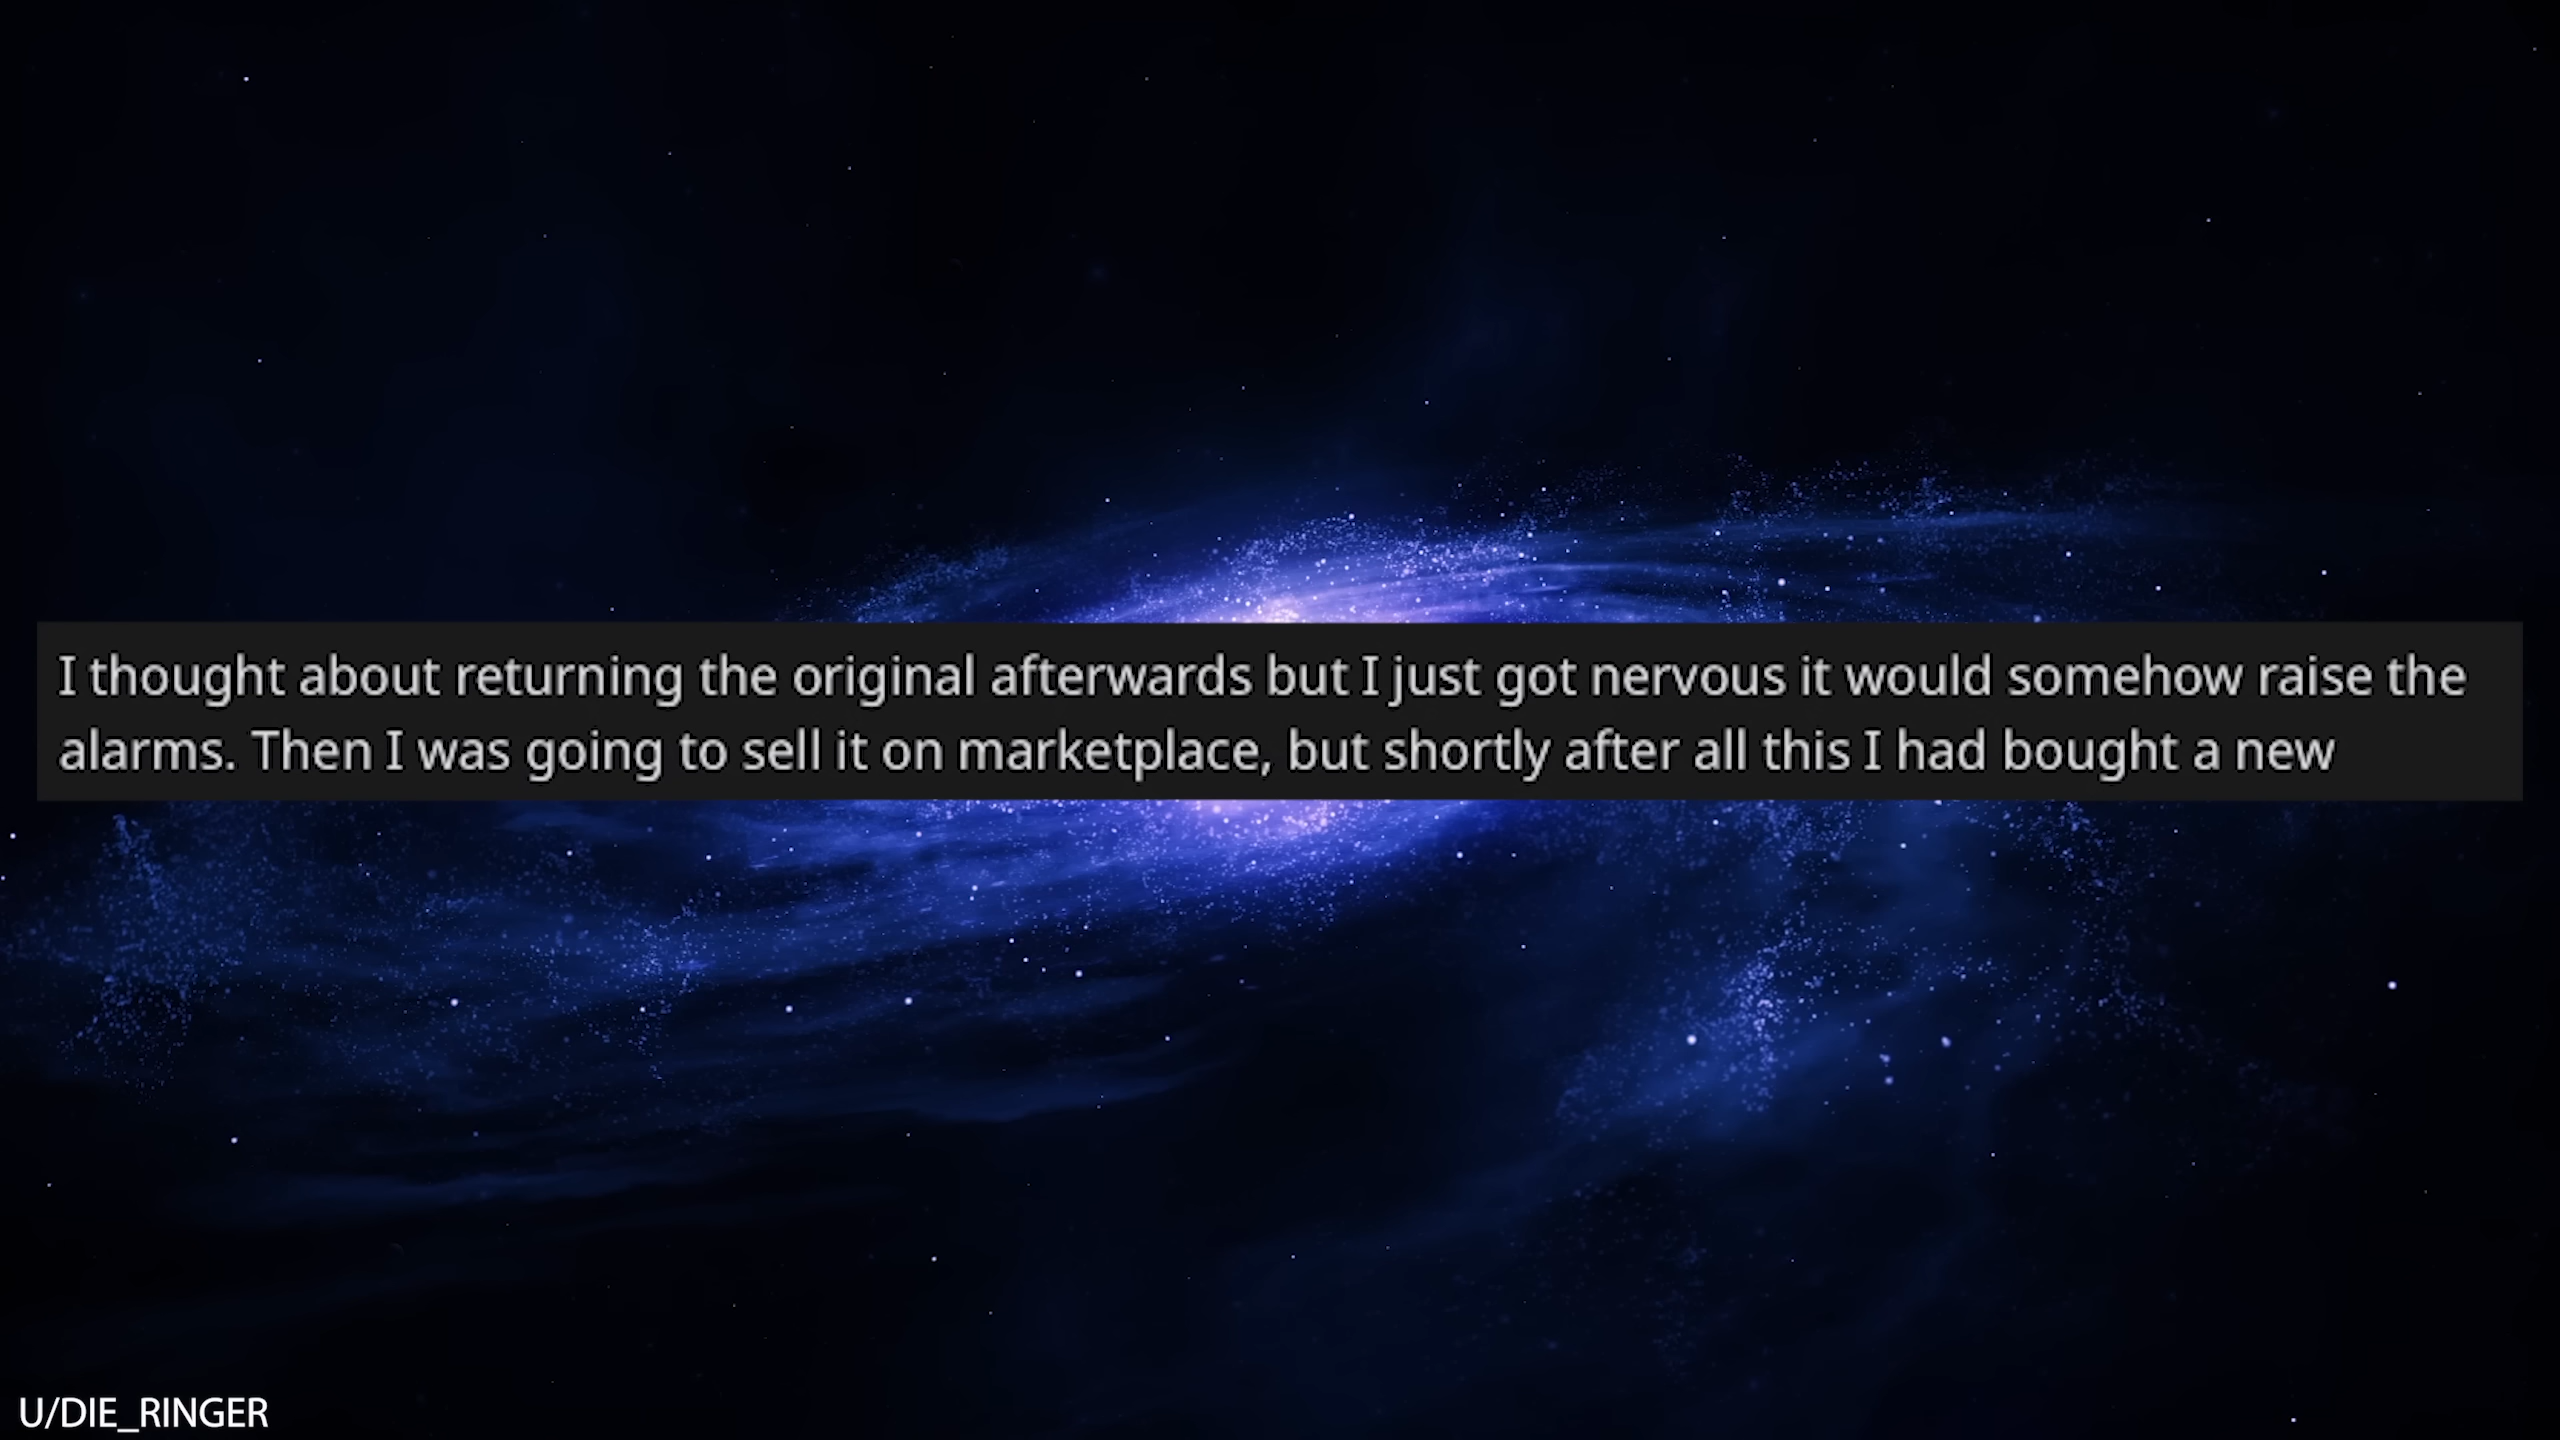 I thought about returning the original afterwards but I just got nervous it would somehow raise the
alarms. Then I was going to sell it on marketplace, but shortly after all this I had bought a new
U/DIE_RINGER